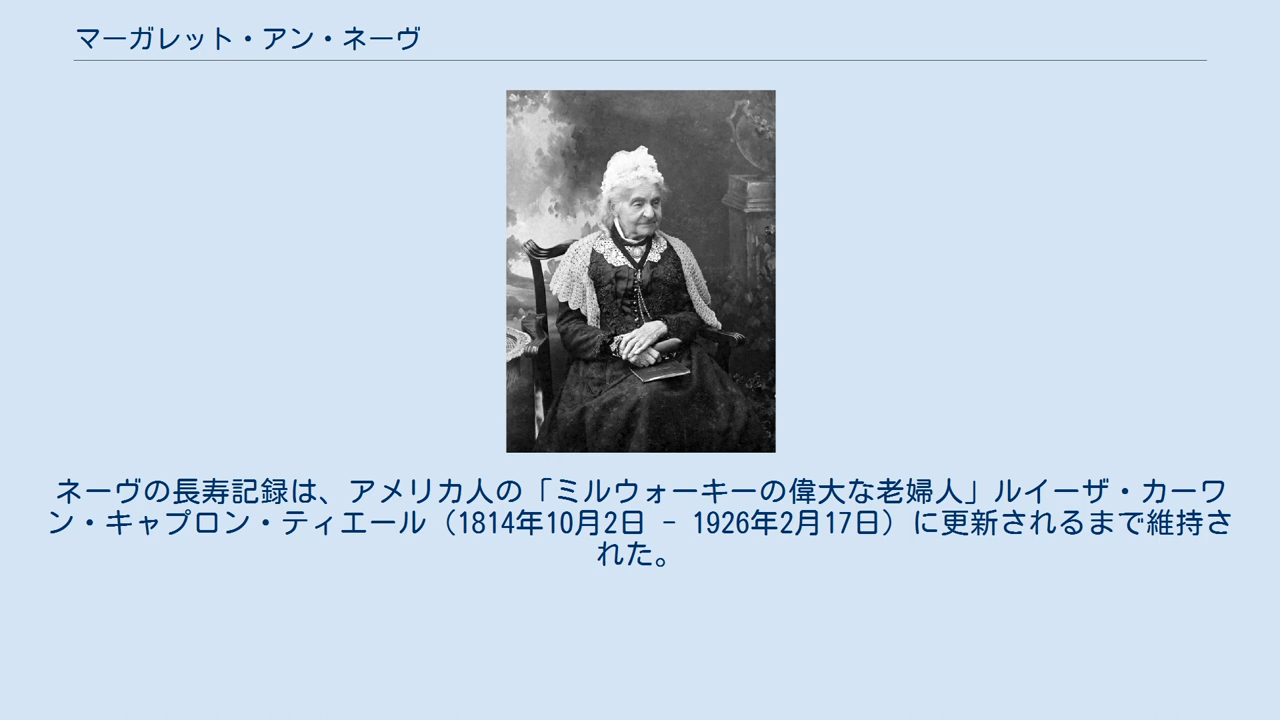 マーガレット・アン・ネーヴ
ネーヴの長寿記録は、アメリカ人の「ミルウォーキーの偉大な老婦人」ルイーザ・カーワ
ン・キャプロン・ティエール（1814年10月2日 - 1926年2月17日）に更新されるまで維持さ
れた。